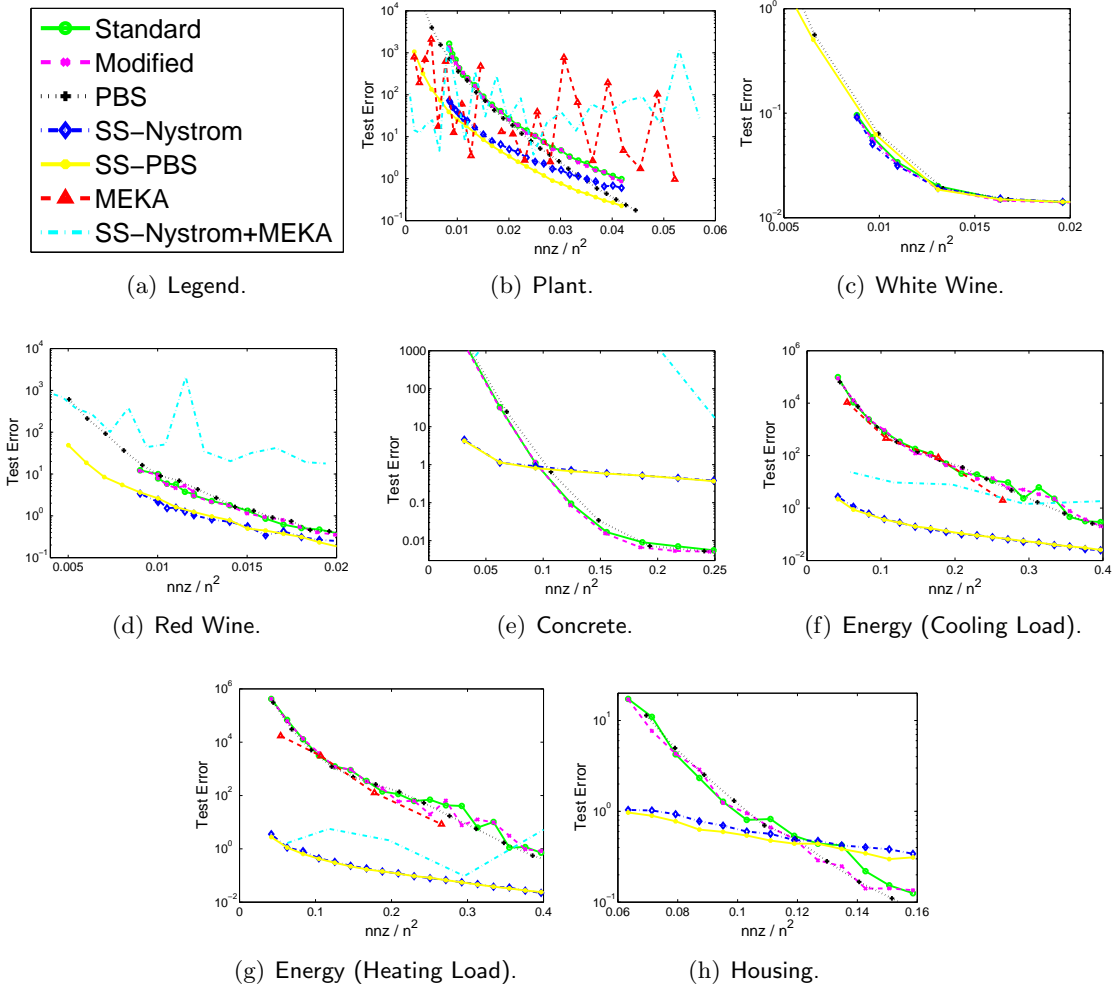 Standard
Modified
PBS
SS-Nystrom
SS-PBS
MEKA
SS-Nystrom+MEKA
(a) Legend.
10^4
10^3
10^2
10^1
10^0
10^-1
Test Error
0 0.01 0.02 0.03 0.04 0.05 0.06
nnz / n^2
(b) Plant.
10^0
10^-1
10^-2
Test Error
0.005 0.01 0.015 0.02
nnz / n^2
(c) White Wine.
10^4
10^3
10^2
10^1
10^0
10^-1
Test Error
0.005 0.01 0.015 0.02
nnz / n^2
(d) Red Wine.
1000
100
10
1.0
0.1
0.01
Test Error
0 0.05 0.1 0.15 0.2 0.25
nnz / n^2
(e) Concrete.
10^6
10^4
10^2
10^0
10^-2
Test Error
0 0.1 0.2 0.3 0.4
nnz / n^2
(f) Energy (Cooling Load).
10^6
10^4
10^2
10^0
10^-2
Test Error
0 0.1 0.2 0.3 0.4
nnz / n^2
(g) Energy (Heating Load).
10^1
10^0
10^-1
Test Error
0.06 0.08 0.1 0.12 0.14 0.16
nnz / n^2
(h) Housing.